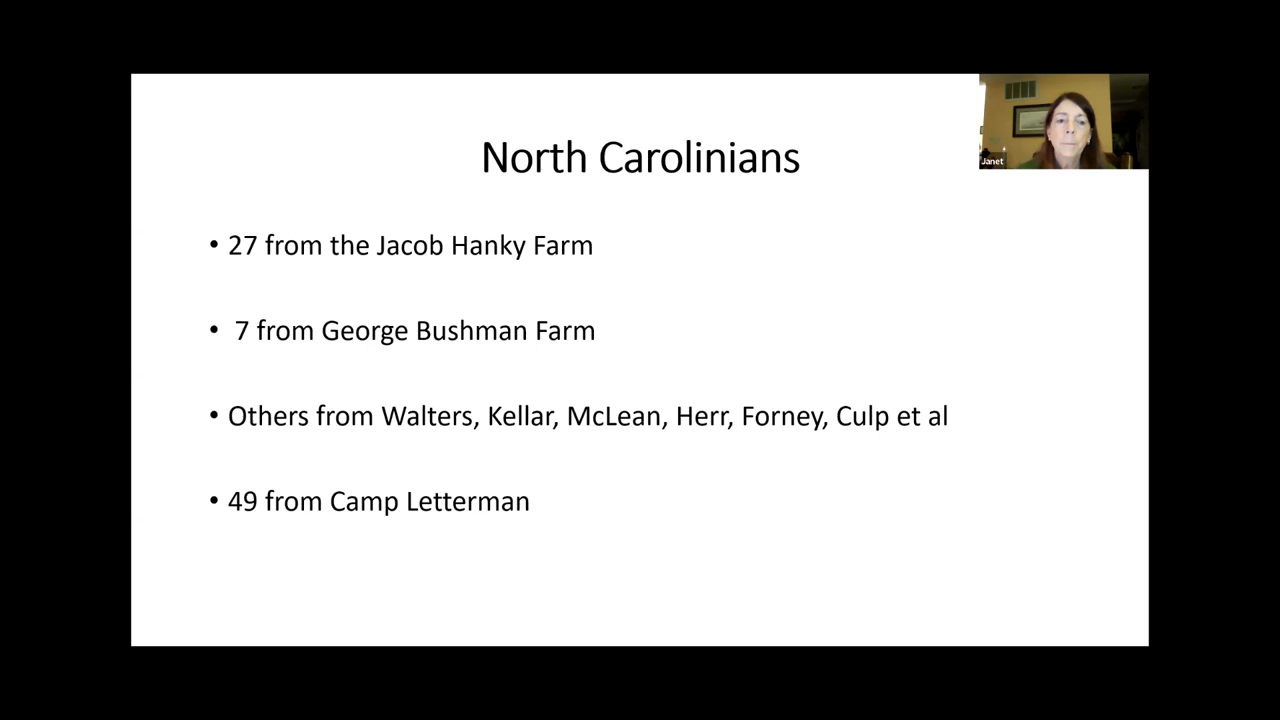 North Carolinians
Janet
• 27 from the Jacob Hanky Farm
• 7 from George Bushman Farm
• Others from Walters, Kellar, McLean, Herr, Forney, Culp et al
• 49 from Camp Letterman